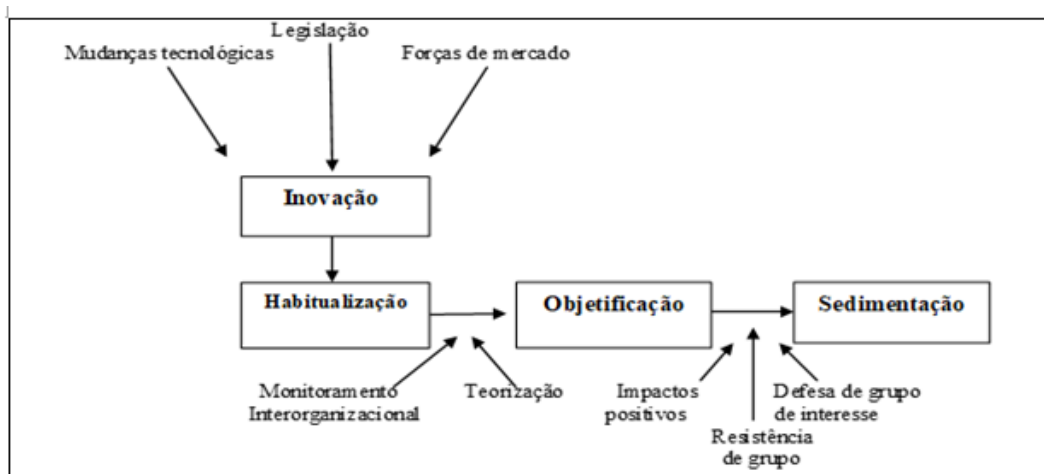 Legislação
Mudanças tecnológicas
Forças de mercado
Inovação
Habitualização
Objetificação
Sedimentação
Monitoramento
Interorganizacional
Teorização
Impactos
positivos
Resistência
de grupo
Defesa de grupo
de interesse